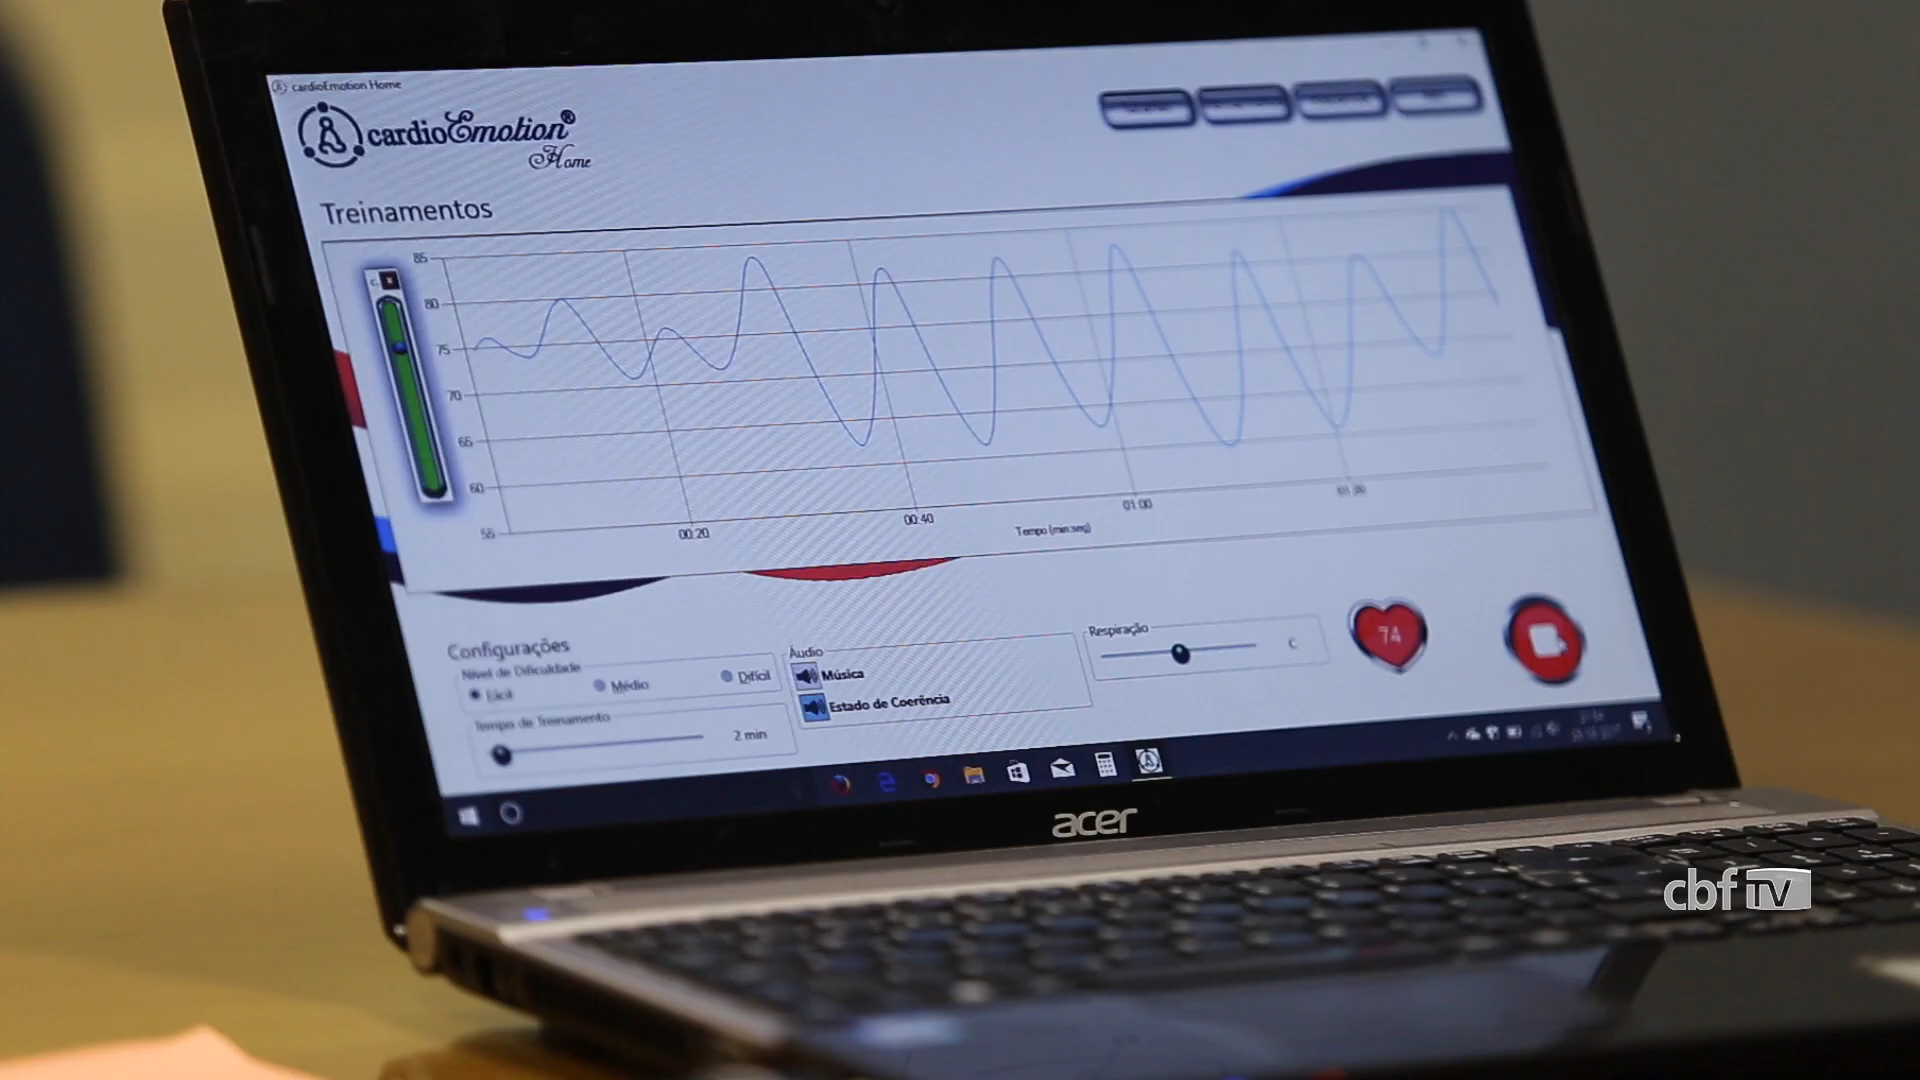 cardioEmotion Home
cardioEmotion®
Home
Treinamentos
85
80
75
70
65
60
55
00:20
00:40
01:00
Tempo (min:seg)
Configurações
Nível de Dificuldade
Fácil
Médio
Difícil
Tempo de Treinamento
2 min
Áudio
Música
Estado de Coerência
Respiração
C
74
acer
cbf TV